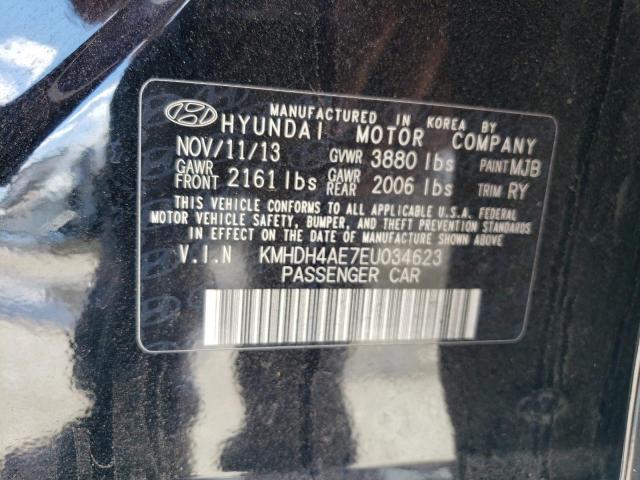 MANUFACTURED IN KOREA BY
HYUNDAI MOTOR COMPANY
NOV/11/13 GVWR 3880 lbs PAINT MJB
GAWR FRONT 2161 lbs GAWR REAR 2006 lbs TRIM RY
THIS VEHICLE CONFORMS TO ALL APPLICABLE U.S.A. FEDERAL
MOTOR VEHICLE SAFETY, BUMPER, AND THEFT PREVENTION STANDARDS
IN EFFECT ON THE DATE OF MANUFACTURE SHOWN ABOVE.
V.I.N KMHDH4AE7EU034623
PASSENGER CAR